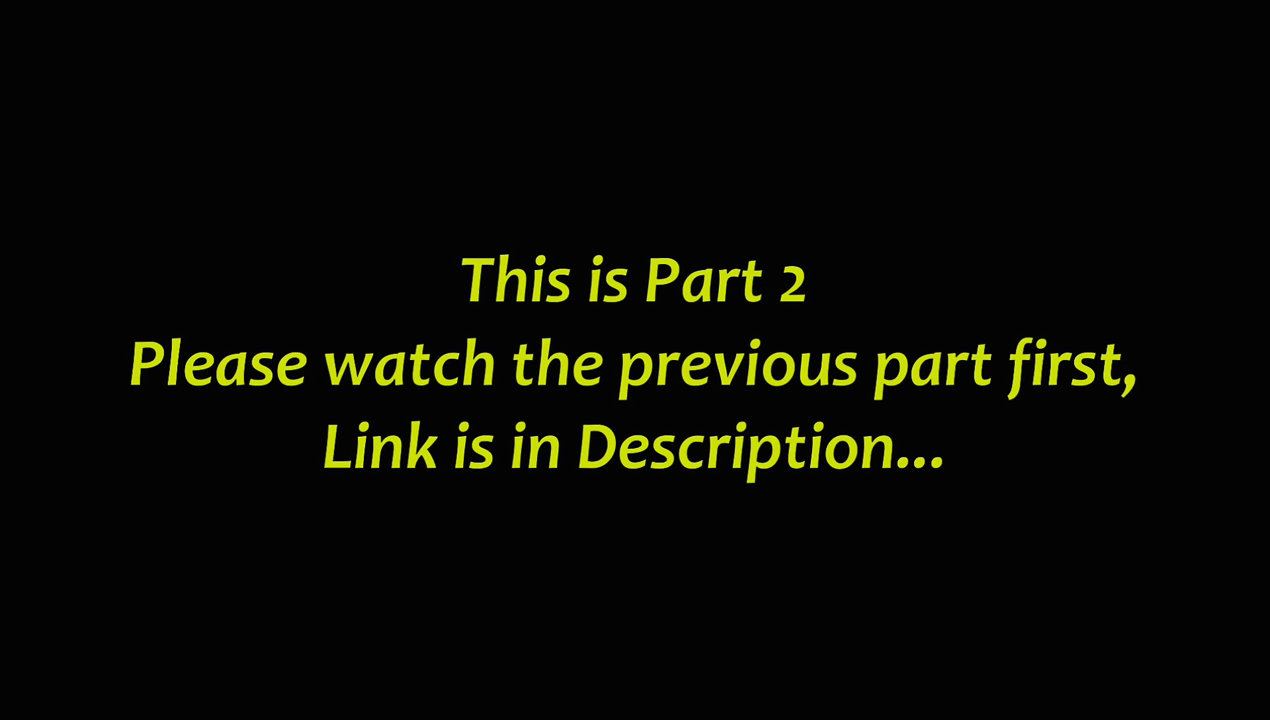 This is Part 2
Please watch the previous part first,
Link is in Description...